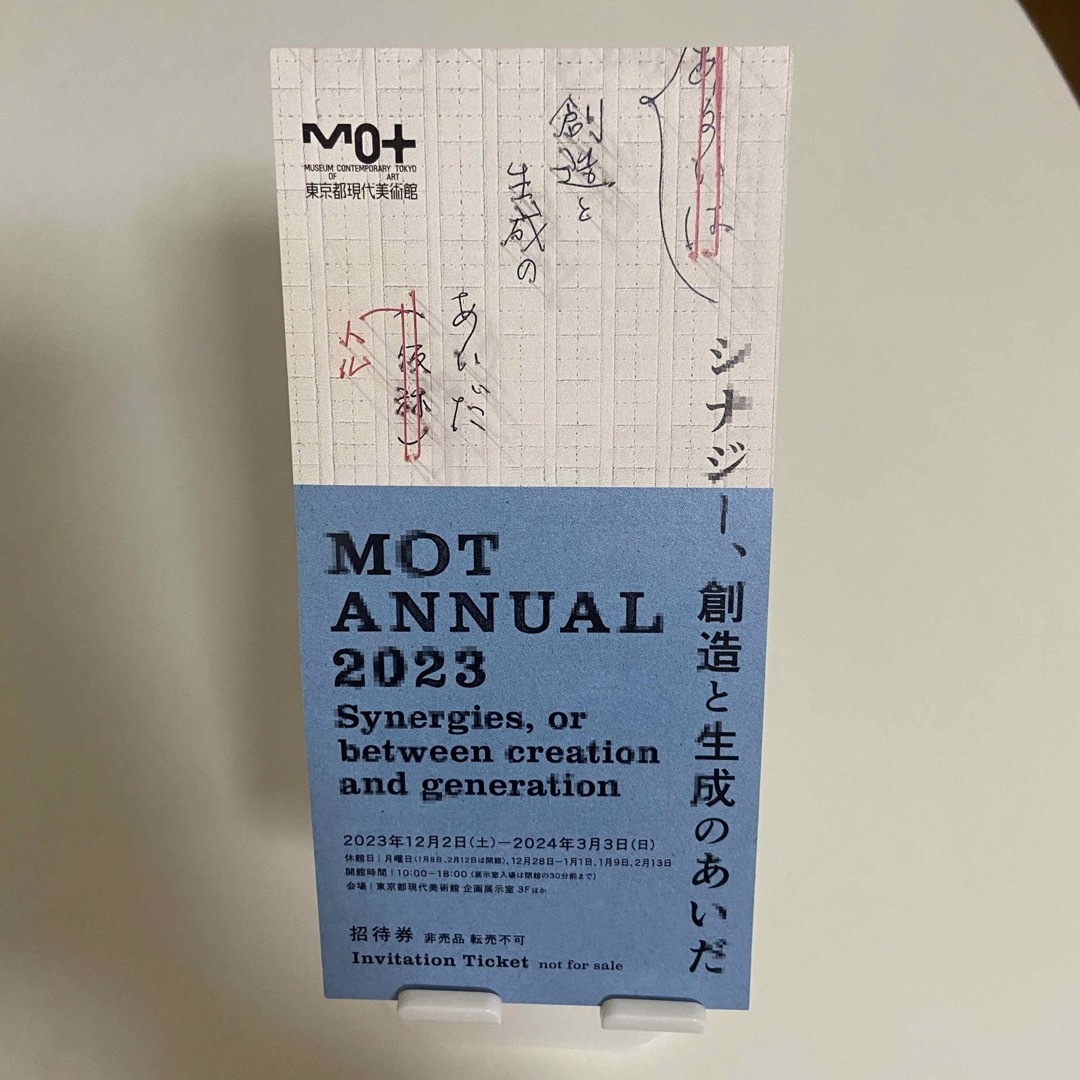 MOT
MUSEUM CONTEMPORARY TOKYO
OF ART
東京都現代美術館
あるいは
創造と
生成の
あいだ
(仮称)
トル
シナジー、創造と生成のあいだ
MOT
ANNUAL
2023
Synergies, or
between creation
and generation
2023年12月2日(土)−2024年3月3日(日)
休館日|月曜日(1月8日、2月12日は開館)、12月28日−1月1日、1月9日、2月13日
開館時間|10:00−18:00(展示室入場は閉館の30分前まで)
会場|東京都現代美術館 企画展示室 3Fほか
招待券 非売品 転売不可
Invitation Ticket not for sale